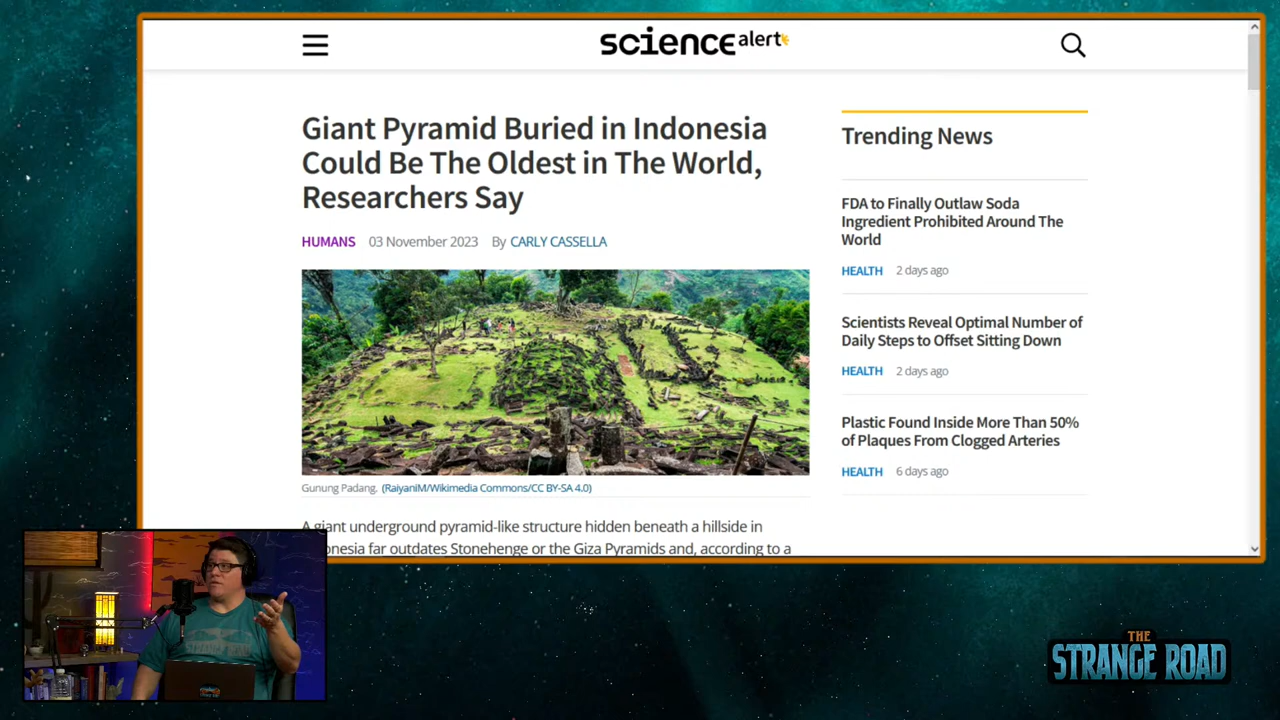 sciencealert
Giant Pyramid Buried in Indonesia
Could Be The Oldest in The World,
Researchers Say
HUMANS 03 November 2023 By CARLY CASSELLA
Gunung Padang. (RaiyaniM/Wikimedia Commons/CC BY-SA 4.0)
A giant underground pyramid-like structure hidden beneath a hillside in
far outdates Stonehenge or the Giza Pyramids and, according to a
Trending News
FDA to Finally Outlaw Soda
Ingredient Prohibited Around The
World
HEALTH 2 days ago
Scientists Reveal Optimal Number of
Daily Steps to Offset Sitting Down
HEALTH 2 days ago
Plastic Found Inside More Than 50%
of Plaques From Clogged Arteries
HEALTH 6 days ago
THE
STRANGE ROAD